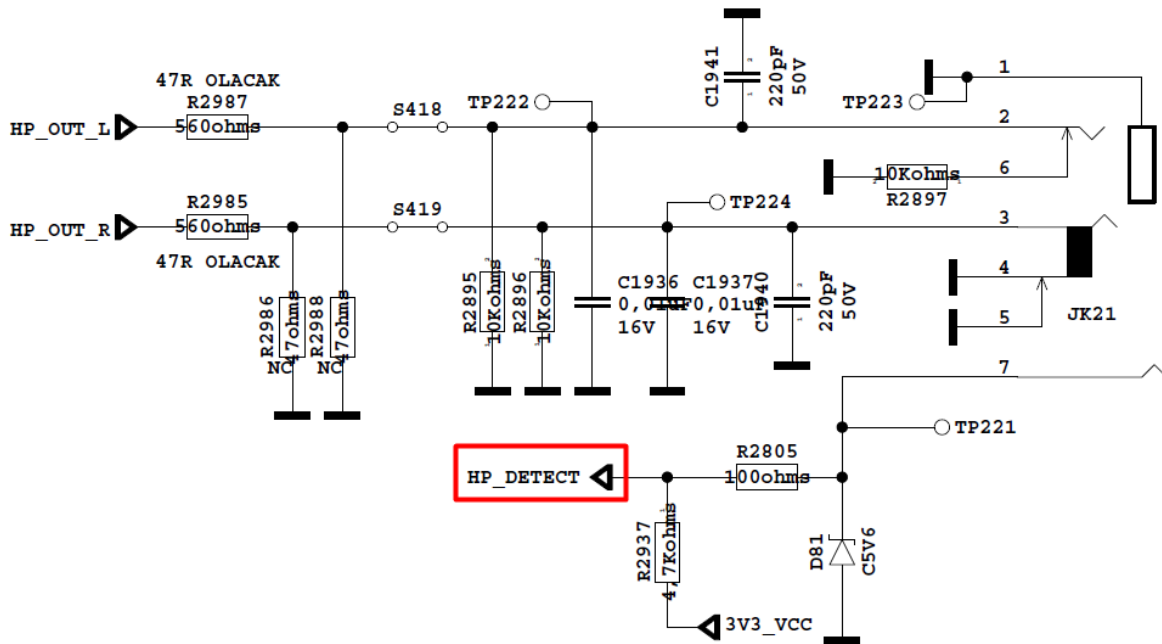 C1941
220pF
50V
1
47R OLACAK
R2987
560ohms
HP_OUT_L
S418
TP222
TP223
2
10Kohms
R2897
6
R2985
560ohms
HP_OUT_R
47R OLACAK
S419
TP224
3
R2986
47ohms
NC
R2988
47ohms
NC
R2895
10Kohms
R2896
10Kohms
C1936
0,01uF
16V
C1937
0,01uF
16V
C1940
220pF
50V
4
5
JK21
7
TP221
HP_DETECT
R2805
100ohms
R2937
4,7Kohms
D81
C5V6
3V3_VCC